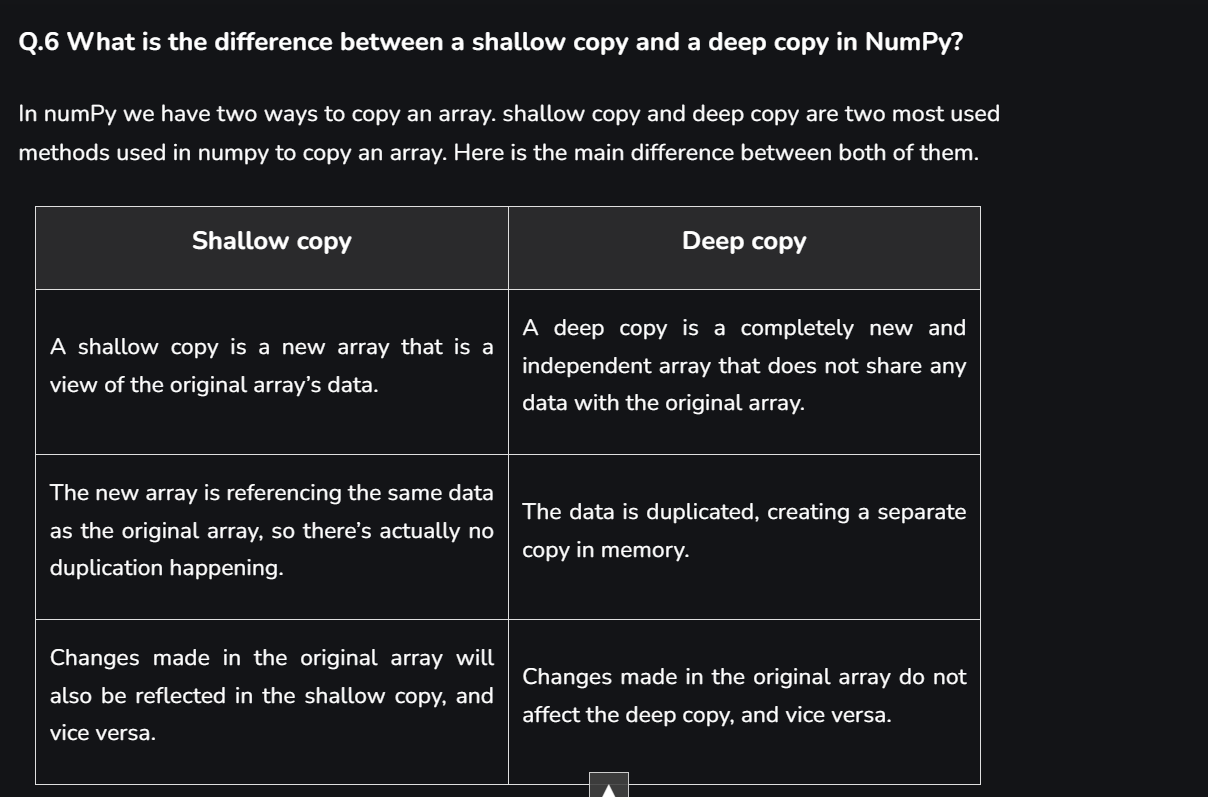 Q.6 What is the difference between a shallow copy and a deep copy in NumPy?
In numPy we have two ways to copy an array. shallow copy and deep copy are two most used
methods used in numpy to copy an array. Here is the main difference between both of them.
Shallow copy
Deep copy
A shallow copy is a new array that is a
view of the original array’s data.
A deep copy is a completely new and
independent array that does not share any
data with the original array.
The new array is referencing the same data
as the original array, so there’s actually no
duplication happening.
The data is duplicated, creating a separate
copy in memory.
Changes made in the original array will
also be reflected in the shallow copy, and
vice versa.
Changes made in the original array do not
affect the deep copy, and vice versa.